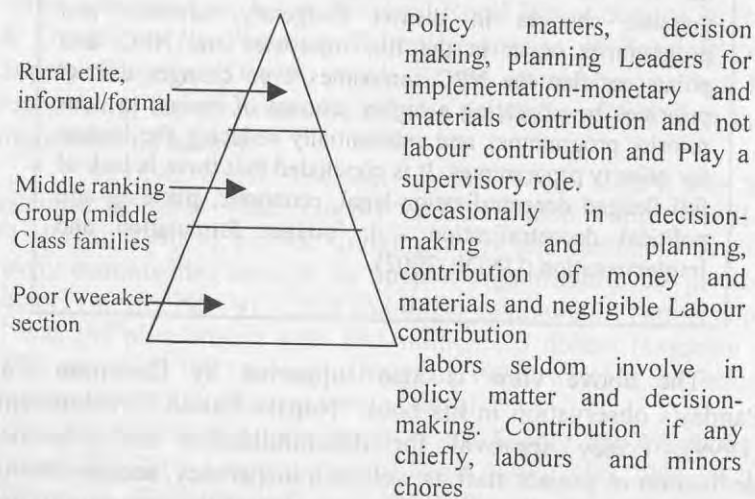 Rural elite,
informal/formal
Middle ranking
Group (middle
Class families
Poor (weeaker
section
Policy matters, decision
making, planning Leaders for
implementation-monetary and
materials contribution and not
labour contribution and Play a
supervisory role.
Occasionally in decision-
making and planning,
contribution of money and
materials and negligible Labour
contribution
labors seldom involve in
policy matter and decision-
making. Contribution if any
chiefly, labours and minors
chores